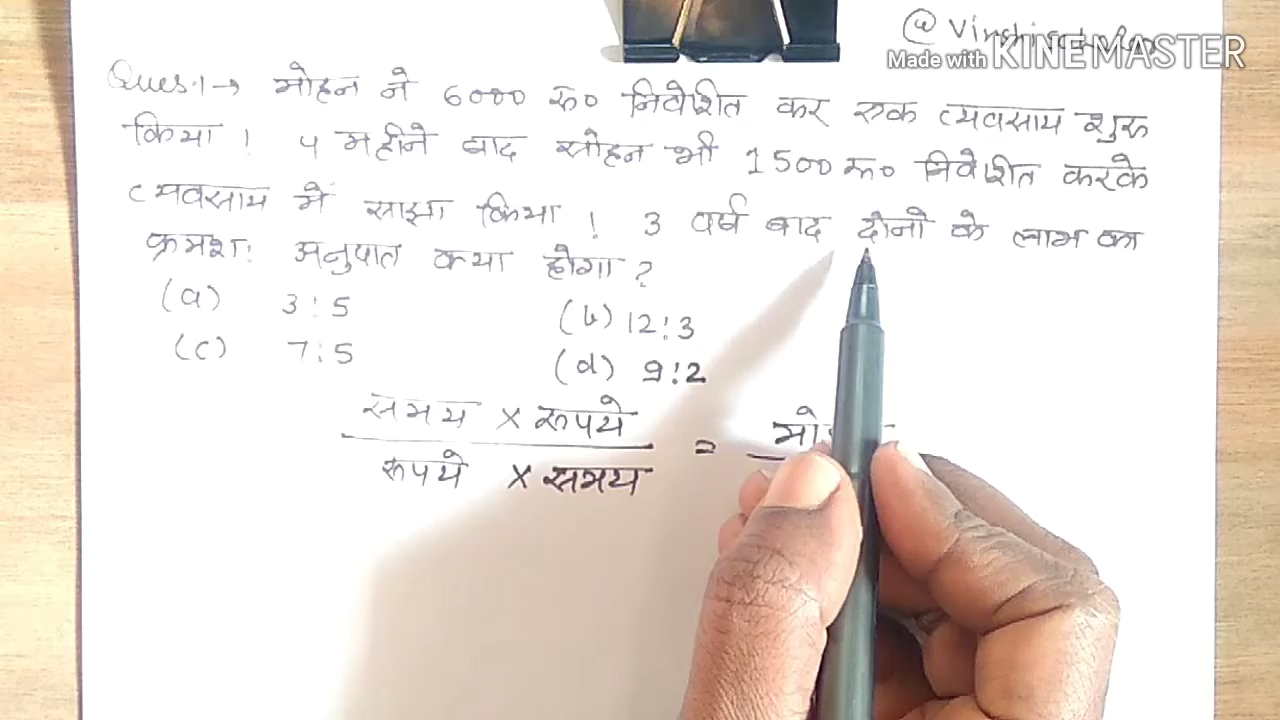 Made with KINEMASTER
Ques:1→ मोहन ने 6000 रू० निवेशित कर एक व्यवसाय शुरू
किया। 4 महीने बाद सोहन भी 1500 रू० निवेशित करके
व्यवसाय में साझा किया। 3 वर्ष बाद दोनो के लाभ का
क्रमश: अनुपात क्या होगा?
(a) 3:5 (b) 12:3
(c) 7:5 (d) 9:2
समय × रूपये =
रूपये × समय